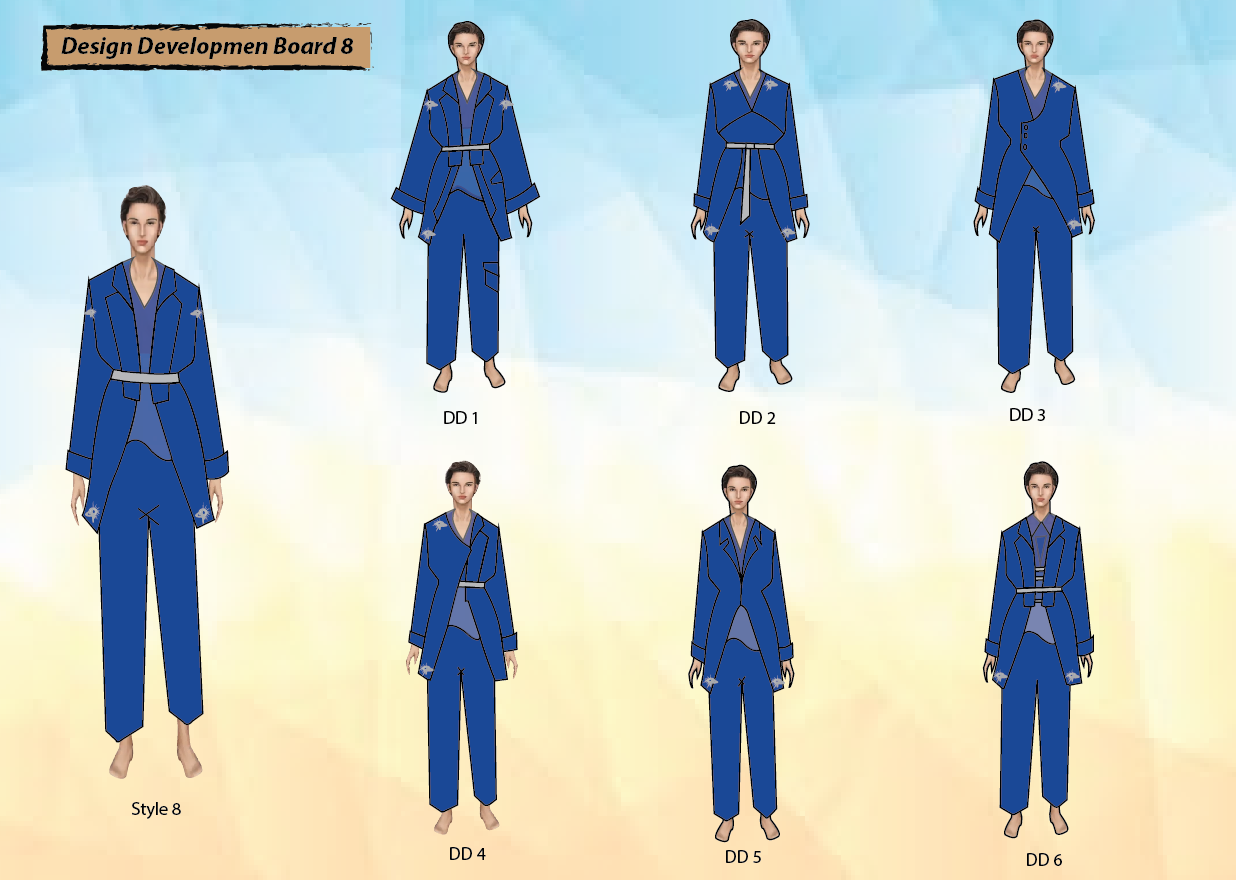 Design Developmen Board 8
DD 1
DD 2
DD 3
Style 8
DD 4
DD 5
DD 6